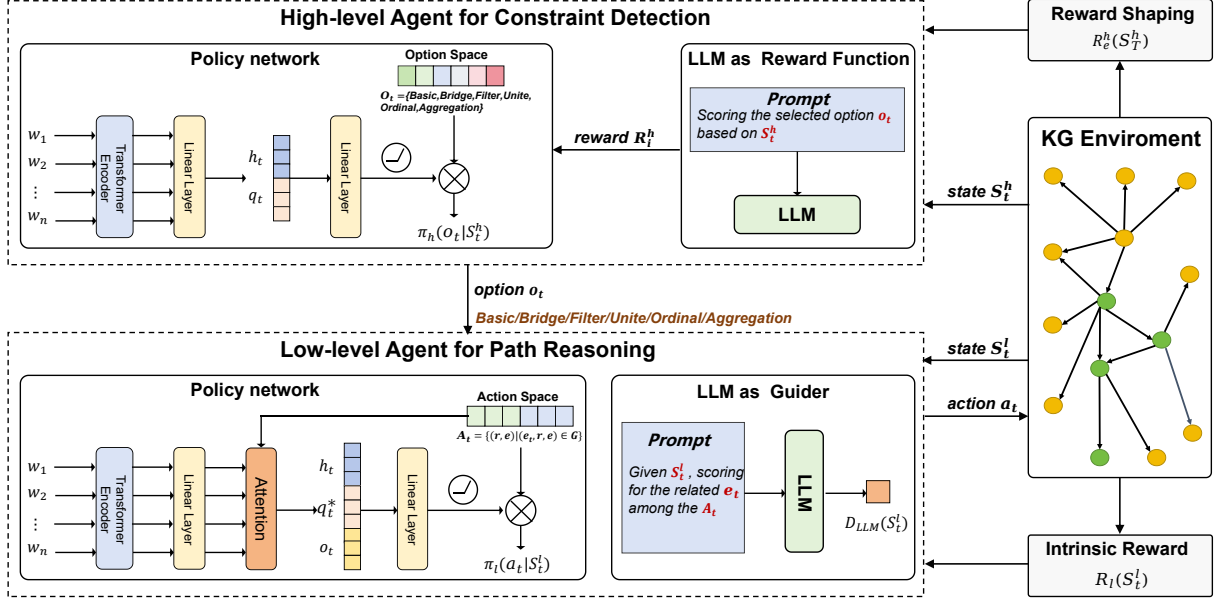 High-level Agent for Constraint Detection
Policy network
Option Space
O_t ={Basic,Bridge,Filter,Unite,
Ordinal,Aggregation}
w_1
w_2
⋮
w_n
Transformer
Encoder
Linear Layer
h_t
q_t
Linear Layer
π_h(o_t|S_t^h)
reward R_i^h
LLM as Reward Function
Prompt
Scoring the selected option o_t
based on S_t^h
LLM
option o_t
Basic/Bridge/Filter/Unite/Ordinal/Aggregation
Low-level Agent for Path Reasoning
Policy network
Action Space
A_t = {(r, e)|(e_t, r, e) ∈ G}
w_1
w_2
⋮
w_n
Transformer
Encoder
Linear Layer
Attention
h_t
q_t^*
o_t
Linear Layer
π_l(a_t|S_t^l)
LLM as Guider
Prompt
Given S_t^l , scoring
for the related e_t
among the A_t
LLM
D_{LLM}(S_t^l)
Reward Shaping
R_e^h(S_T^h)
KG Enviroment
state S_t^h
state S_t^l
action a_t
Intrinsic Reward
R_l(S_t^l)